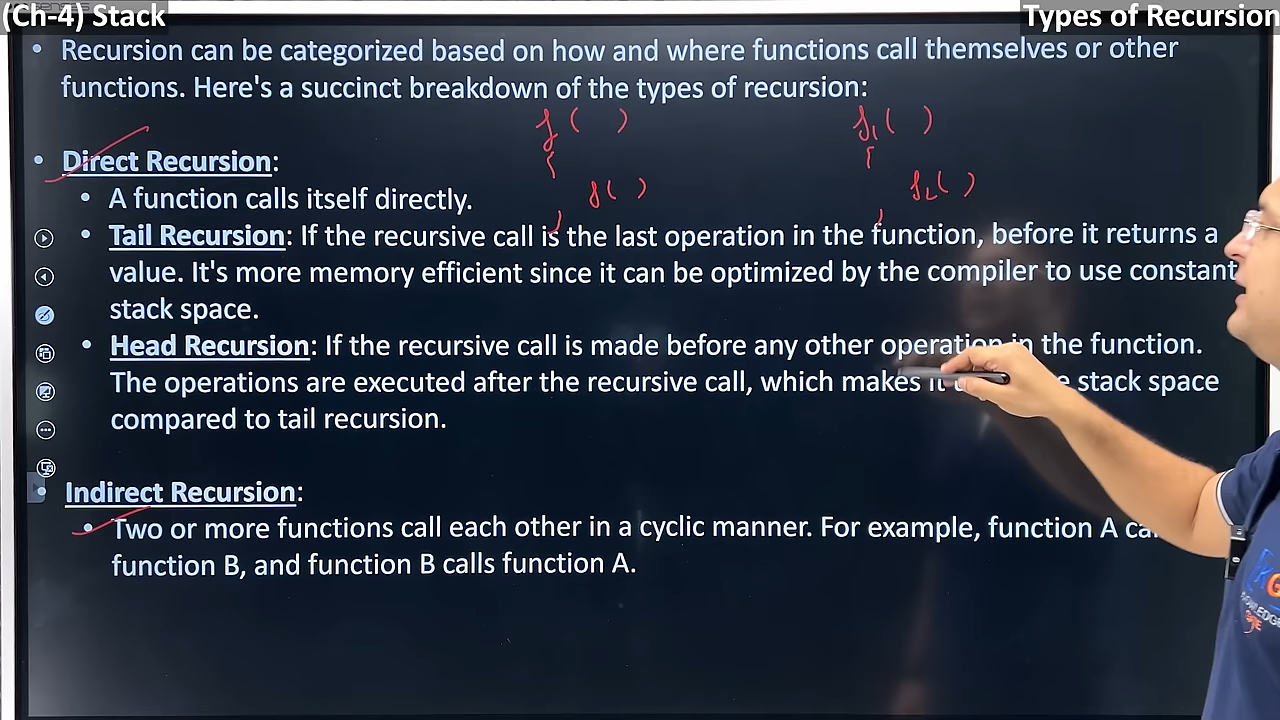 (Ch-4) Stack
Types of Recursion
• Recursion can be categorized based on how and where functions call themselves or other
functions. Here's a succinct breakdown of the types of recursion:
f( )
{
f( )
}
f1( )
{
f2( )
}
• Direct Recursion:
• A function calls itself directly.
• Tail Recursion: If the recursive call is the last operation in the function, before it returns a
value. It's more memory efficient since it can be optimized by the compiler to use constant
stack space.
• Head Recursion: If the recursive call is made before any other operation in the function.
The operations are executed after the recursive call, which makes it stack space
compared to tail recursion.
• Indirect Recursion:
• Two or more functions call each other in a cyclic manner. For example, function A
function B, and function B calls function A.
KG